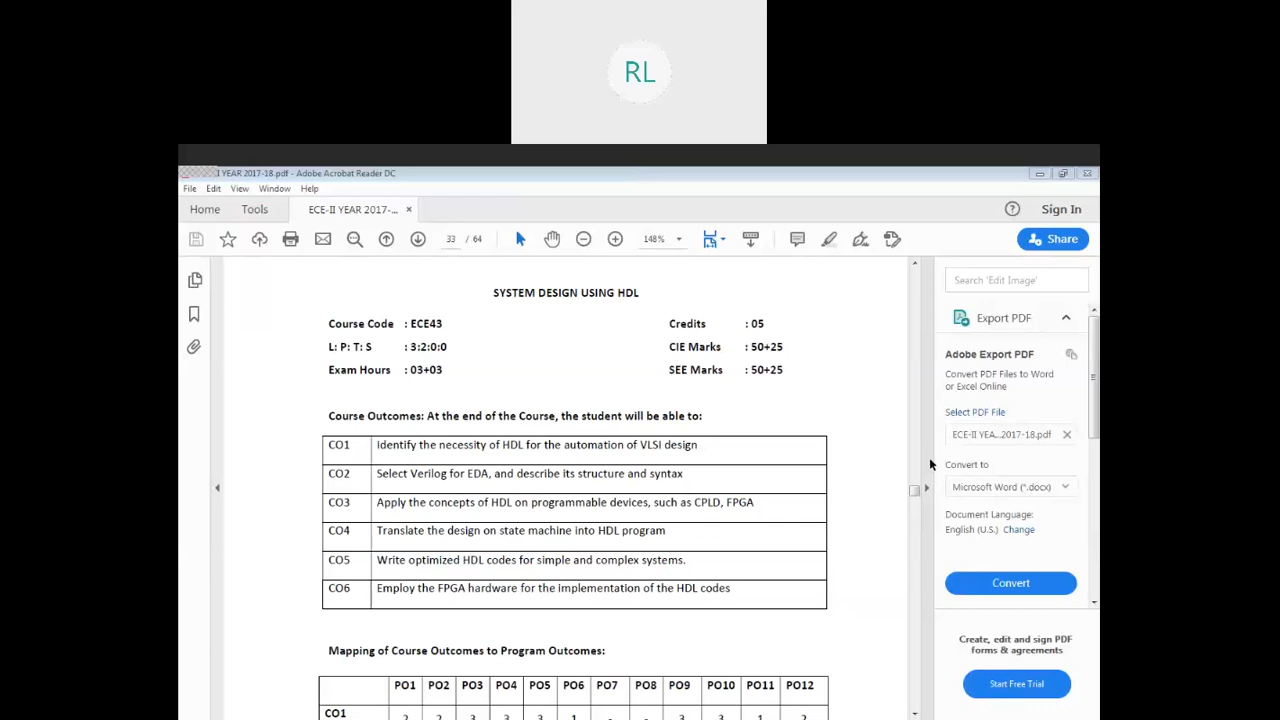 RL
I YEAR 2017-18.pdf - Adobe Acrobat Reader DC
File Edit View Window Help
Home Tools ECE-II YEAR 2017-... × Sign In
33 / 64 148% Share
SYSTEM DESIGN USING HDL
Course Code : ECE43 Credits : 05
L: P: T: S : 3:2:0:0 CIE Marks : 50+25
Exam Hours : 03+03 SEE Marks : 50+25
Course Outcomes: At the end of the Course, the student will be able to:
CO1 Identify the necessity of HDL for the automation of VLSI design
CO2 Select Verilog for EDA, and describe its structure and syntax
CO3 Apply the concepts of HDL on programmable devices, such as CPLD, FPGA
CO4 Translate the design on state machine into HDL program
CO5 Write optimized HDL codes for simple and complex systems.
CO6 Employ the FPGA hardware for the implementation of the HDL codes
Mapping of Course Outcomes to Program Outcomes:
PO1 PO2 PO3 PO4 PO5 PO6 PO7 PO8 PO9 PO10 PO11 PO12
CO1
Search 'Edit Image'
Export PDF
Adobe Export PDF
Convert PDF Files to Word
or Excel Online
Select PDF File
ECE-II YEA...2017-18.pdf
Convert to
Microsoft Word (*.docx)
Document Language:
English (U.S.) Change
Convert
Create, edit and sign PDF
forms & agreements
Start Free Trial